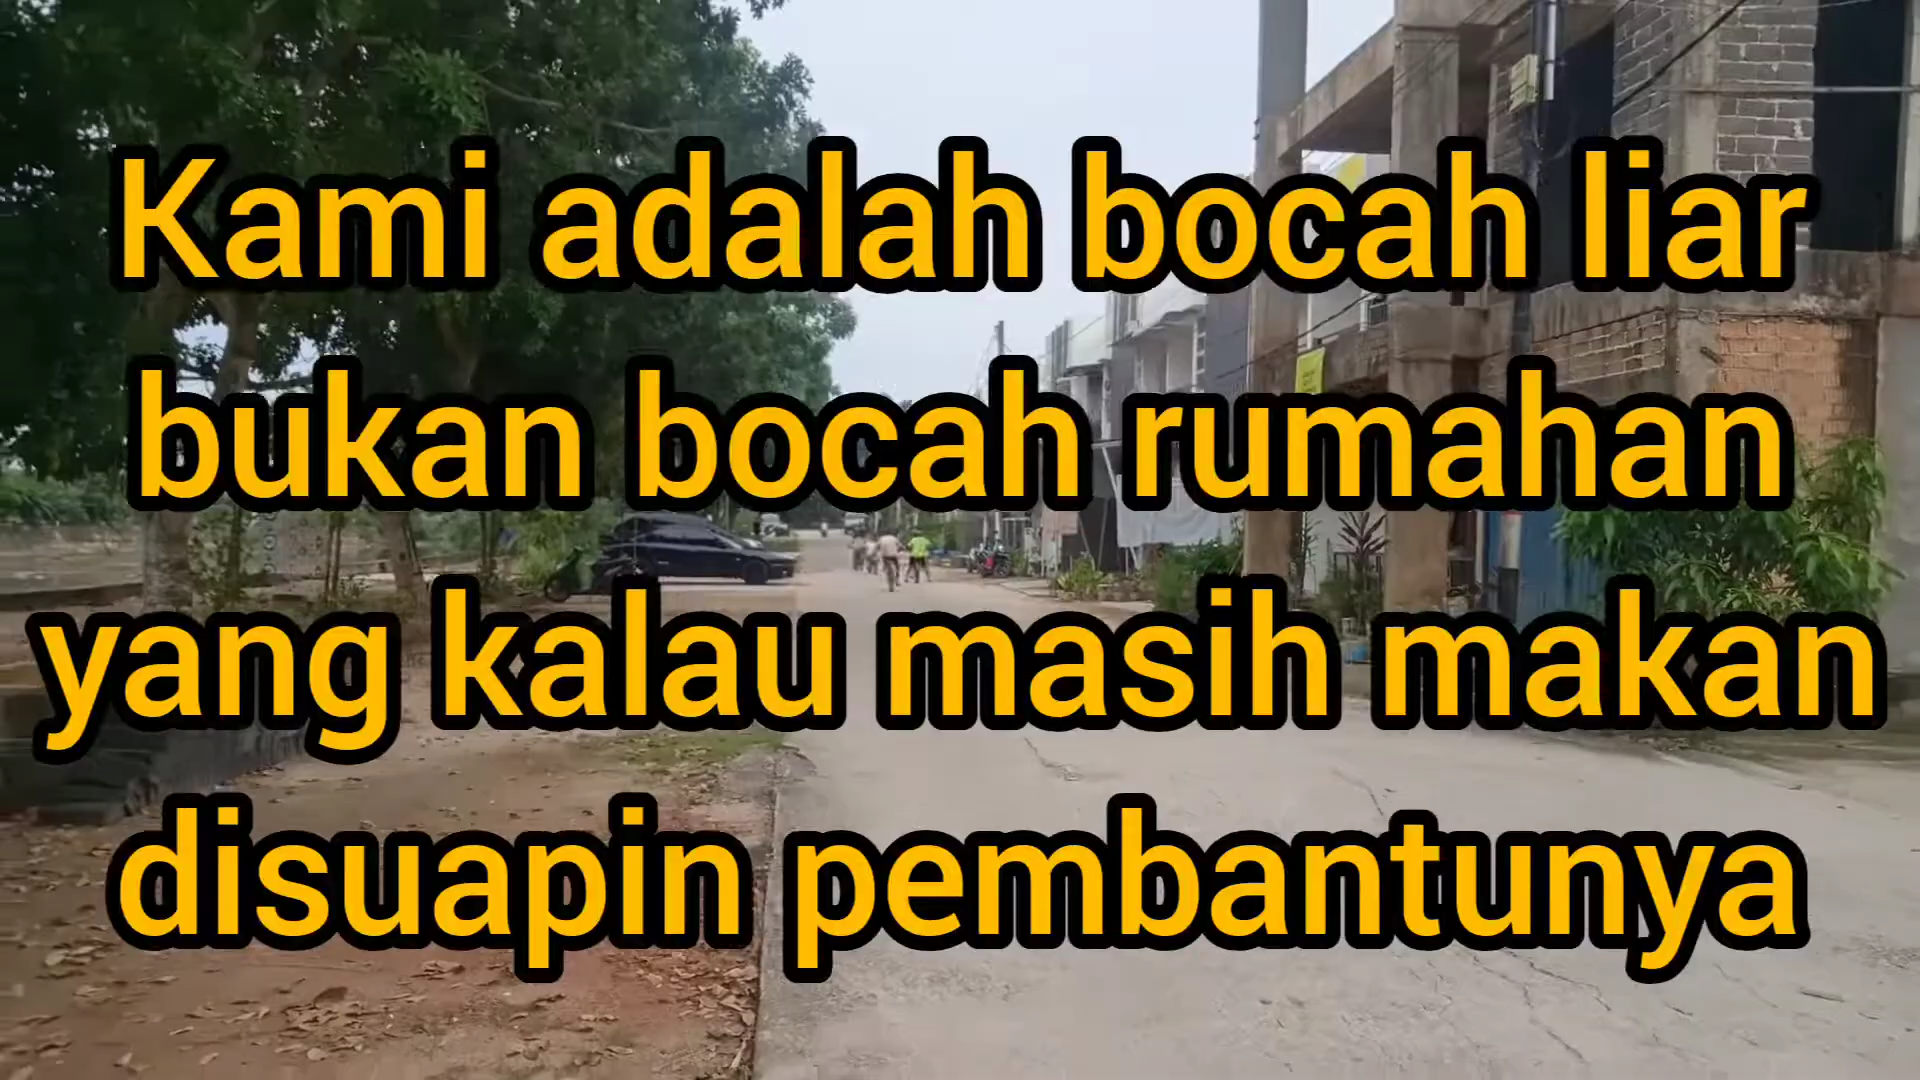 Kami adalah bocah liar
bukan bocah rumahan
yang kalau masih makan
disuapin pembantunya